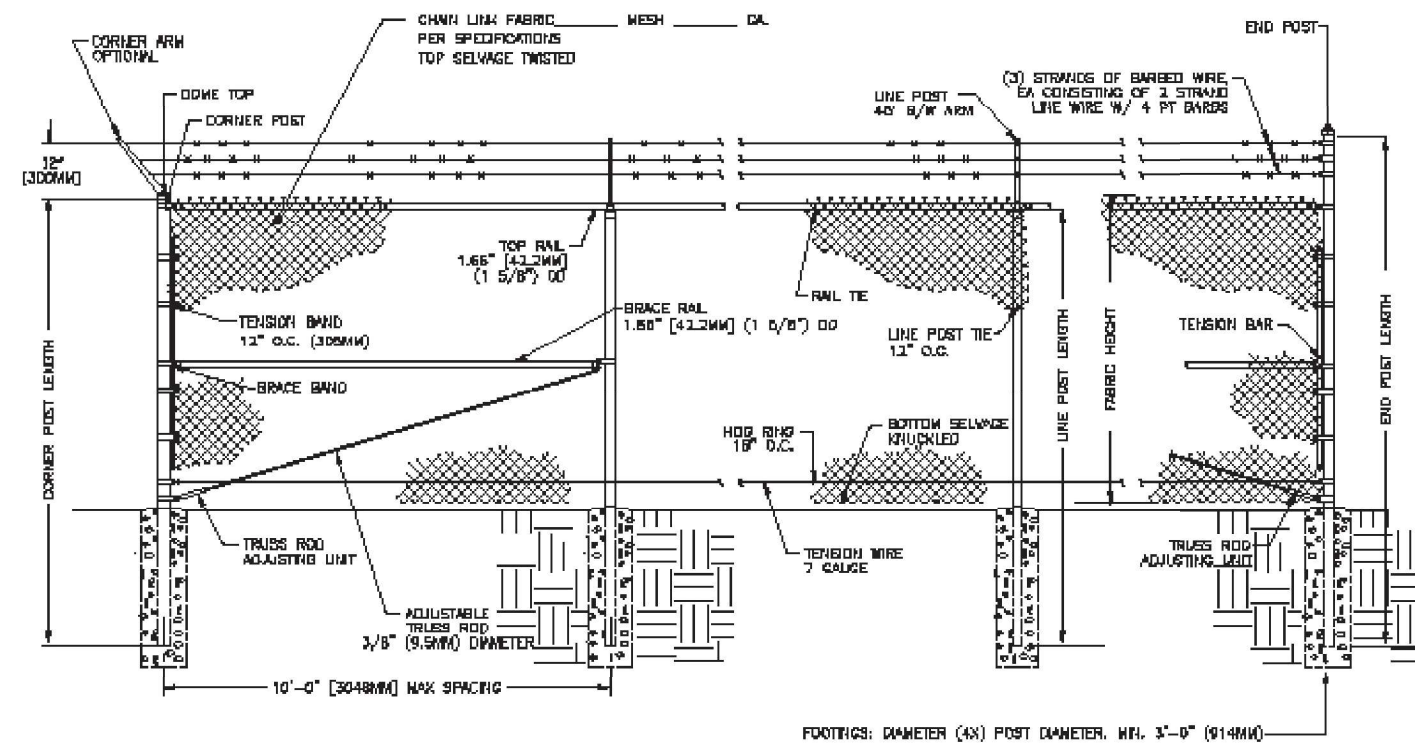 CHAIN LINK FABRIC______ MESH ______ GA.
PER SPECIFICATIONS
TOP SELVAGE TWISTED
CORNER ARM
OPTIONAL
DOME TOP
CORNER POST
END POST
(3) STRANDS OF BARBED WIRE,
EA CONSISTING OF 2 STRAND
LINE WIRE W/ 4 PT BARBS
LINE POST
45° B/W ARM
12"
[300MM]
TOP RAIL
1.66" [42.2MM]
(1 5/8") OD
RAIL TIE
BRACE RAIL
1.66" [42.2MM] (1 5/8") OD
TENSION BAND
12" O.C. (305MM)
LINE POST TIE
12" O.C.
TENSION BAR
BRACE BAND
CORNER POST LENGTH
LINE POST LENGTH
FABRIC HEIGHT
END POST LENGTH
HOG RING
18" O.C.
BOTTOM SELVAGE
KNUCKLED
TRUSS ROD
ADJUSTING UNIT
TENSION WIRE
7 GAUGE
TRUSS ROD
ADJUSTING UNIT
ADJUSTABLE
TRUSS ROD
3/8" (9.5MM) DIAMETER
10'-0" [3048MM] MAX SPACING
FOOTINGS: DIAMETER (4X) POST DIAMETER, MIN. 3'-0" (914MM)